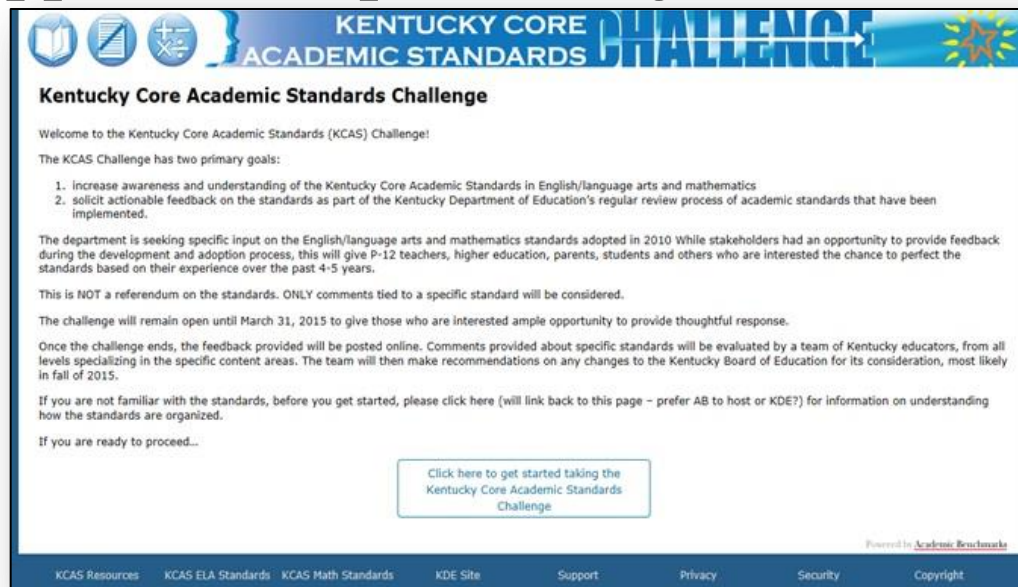 KENTUCKY CORE
ACADEMIC STANDARDS
CHALLENGE
Kentucky Core Academic Standards Challenge
Welcome to the Kentucky Core Academic Standards (KCAS) Challenge!
The KCAS Challenge has two primary goals:
1. increase awareness and understanding of the Kentucky Core Academic Standards in English/language arts and mathematics
2. solicit actionable feedback on the standards as part of the Kentucky Department of Education's regular review process of academic standards that have been
implemented.
The department is seeking specific input on the English/language arts and mathematics standards adopted in 2010 While stakeholders had an opportunity to provide feedback
during the development and adoption process, this will give P-12 teachers, higher education, parents, students and others who are interested the chance to perfect the
standards based on their experience over the past 4-5 years.
This is NOT a referendum on the standards. ONLY comments tied to a specific standard will be considered.
The challenge will remain open until March 31, 2015 to give those who are interested ample opportunity to provide thoughtful response.
Once the challenge ends, the feedback provided will be posted online. Comments provided about specific standards will be evaluated by a team of Kentucky educators, from all
levels specializing in the specific content areas. The team will then make recommendations on any changes to the Kentucky Board of Education for its consideration, most likely
in fall of 2015.
If you are not familiar with the standards, before you get started, please click here (will link back to this page – prefer AB to host or KDE?) for information on understanding
how the standards are organized.
If you are ready to proceed...
Click here to get started taking the
Kentucky Core Academic Standards
Challenge
Powered by Academic Benchmarks
KCAS Resources KCAS ELA Standards KCAS Math Standards KDE Site Support Privacy Security Copyright